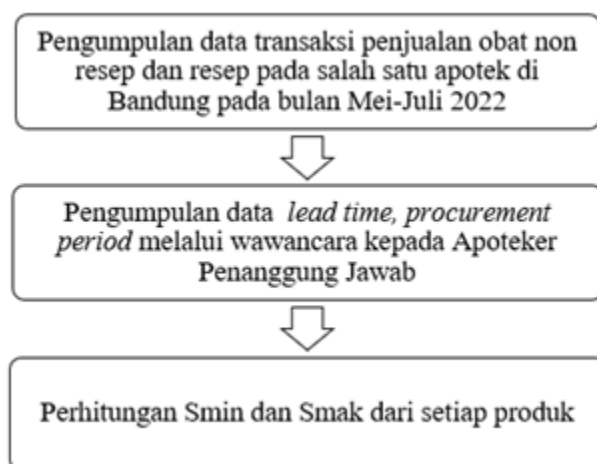 Pengumpulan data transaksi penjualan obat non
resep dan resep pada salah satu apotek di
Bandung pada bulan Mei-Juli 2022
Pengumpulan data lead time, procurement
period melalui wawancara kepada Apoteker
Penanggung Jawab
Perhitungan Smin dan Smak dari setiap produk